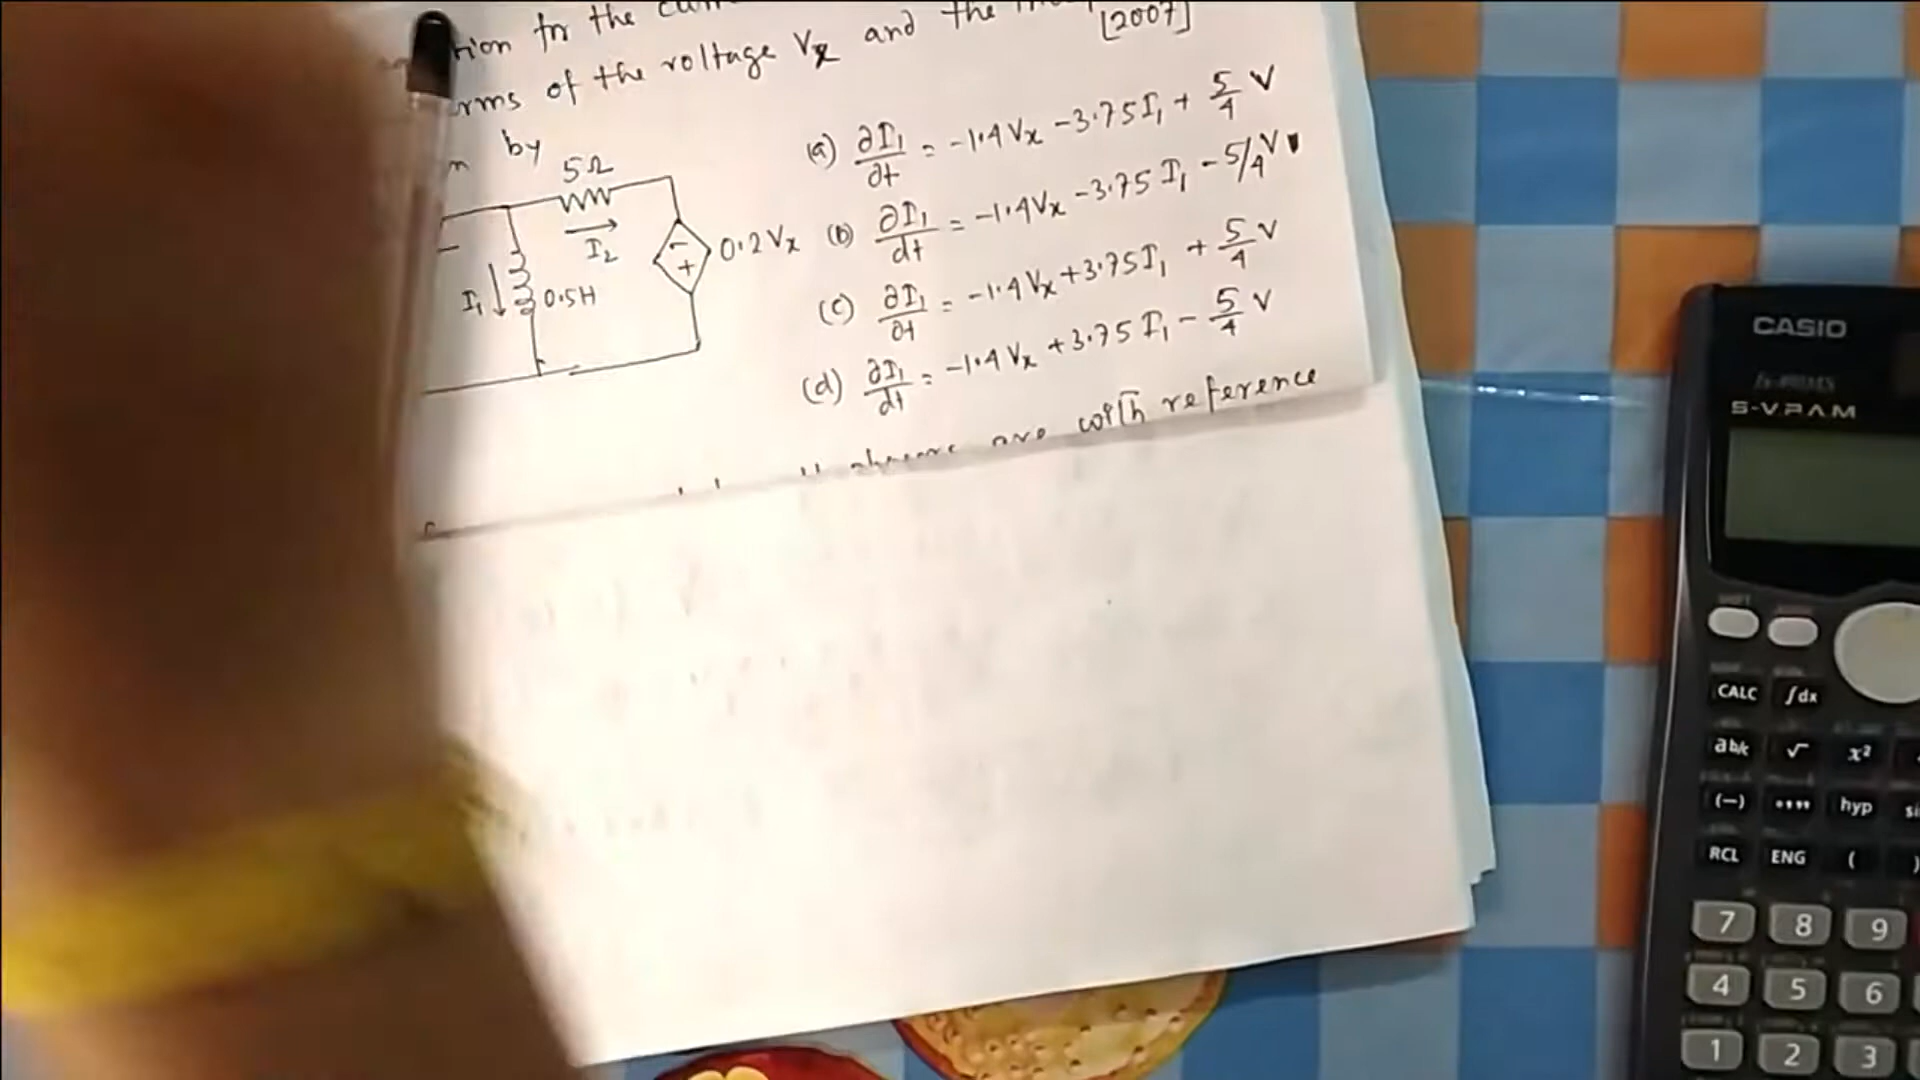 tion for the
[2007]
rms of the voltage Vx and the
n by
5Ω
I₂
I₁
0.5H
-
+
0.2Vx
(a) ∂I₁/∂t = -1.4Vx - 3.75I₁ + 5/4 V
(b) ∂I₁/dt = -1.4Vx - 3.75 I₁ - 5/4 V
(c) ∂I₁/∂t = -1.4Vx + 3.75I₁ + 5/4 V
(d) ∂I₁/dt = -1.4Vx + 3.75 I₁ - 5/4 V
are with reference
CASIO
S-V.P.A.M.
CALC ∫dx
ab/c √ x²
(-) °'" hyp
RCL ENG (
7 8 9
4 5 6
1 2 3